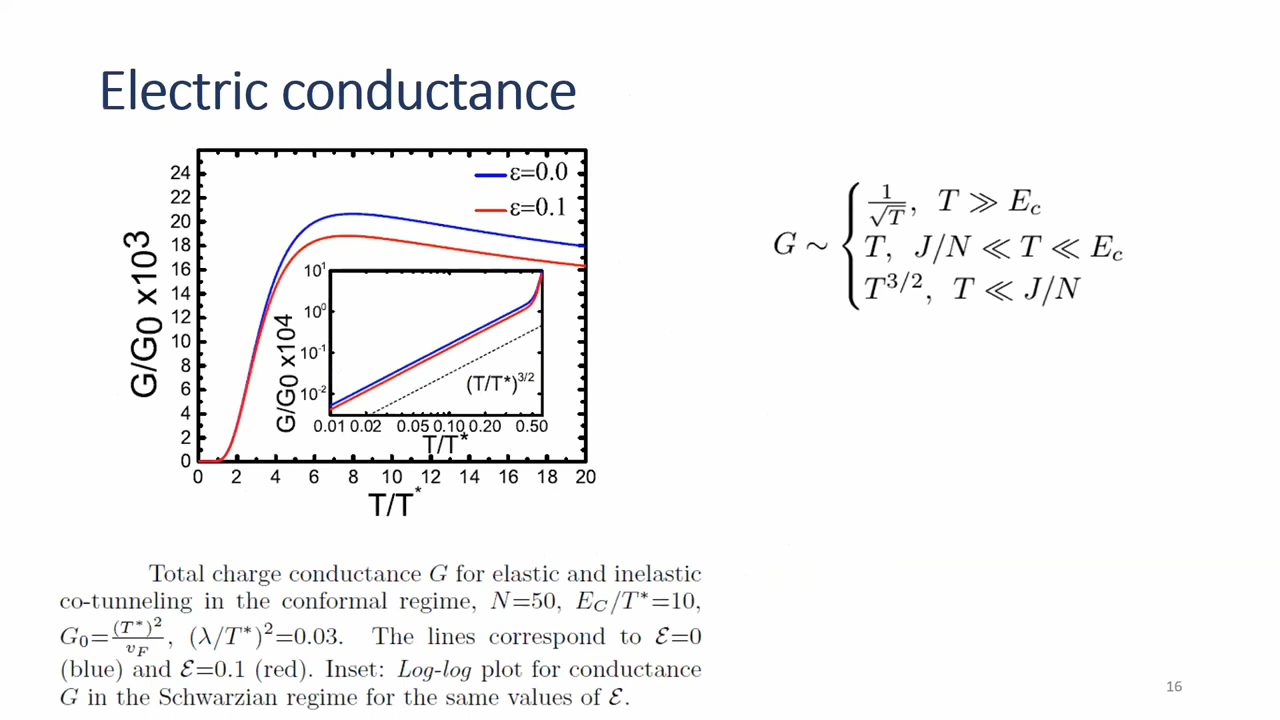 Electric conductance
24
22
20
18
16
14
12
10
8
6
4
2
0
G/G0 x103
ε=0.0
ε=0.1
10^1
10^0
10^-1
10^-2
G/G0 x104
(T/T*)^3/2
0.01 0.02 0.05 0.10 0.20 0.50
T/T*
0 2 4 6 8 10 12 14 16 18 20
T/T*
G ∼ { 1/√T, T ≫ E_c
T, J/N ≪ T ≪ E_c
T^3/2, T ≪ J/N
Total charge conductance G for elastic and inelastic
co-tunneling in the conformal regime, N=50, E_C/T*=10,
G_0=(T*)^2/v_F, (λ/T*)^2=0.03. The lines correspond to ℰ=0
(blue) and ℰ=0.1 (red). Inset: Log-log plot for conductance
G in the Schwarzian regime for the same values of ℰ.
16